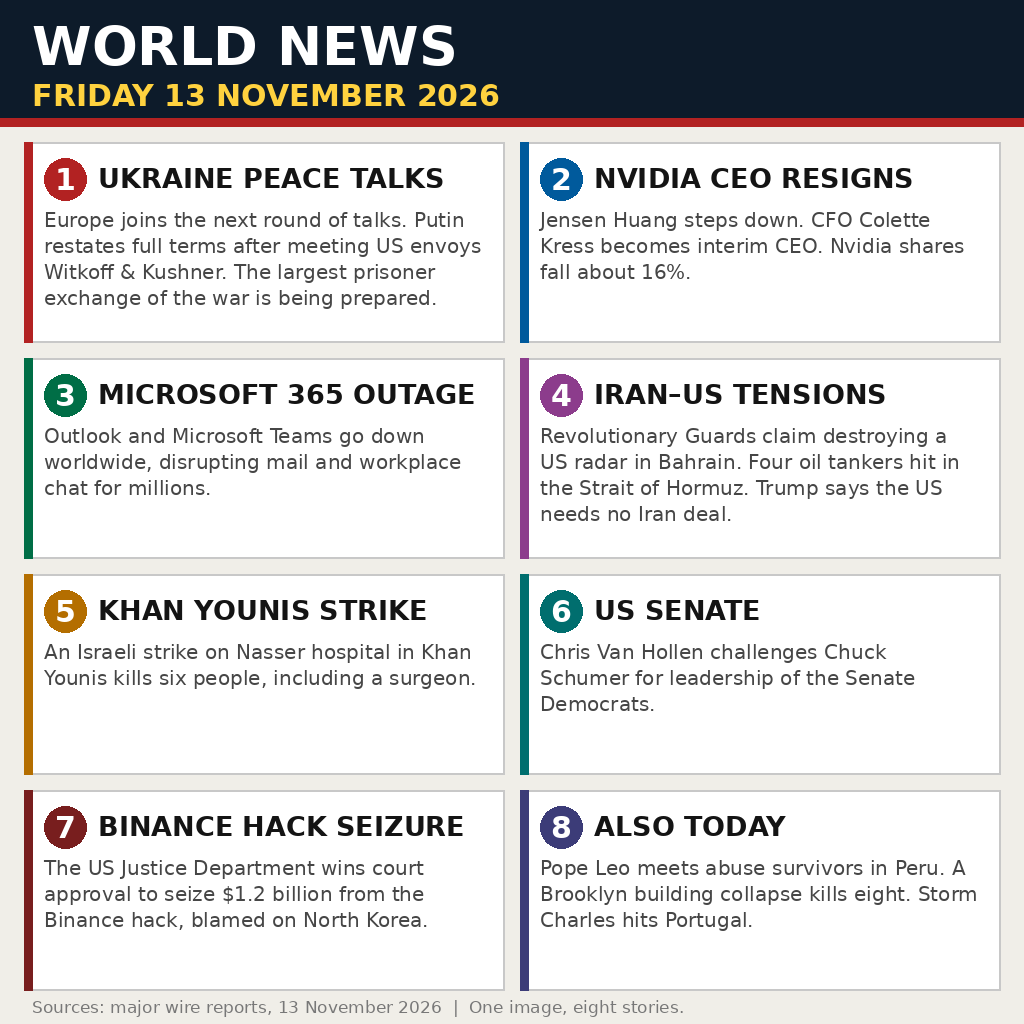 WORLD NEWS
FRIDAY 13 NOVEMBER 2026
1 UKRAINE PEACE TALKS
Europe joins the next round of talks. Putin
restates full terms after meeting US envoys
Witkoff & Kushner. The largest prisoner
exchange of the war is being prepared.
2 NVIDIA CEO RESIGNS
Jensen Huang steps down. CFO Colette
Kress becomes interim CEO. Nvidia shares
fall about 16%.
3 MICROSOFT 365 OUTAGE
Outlook and Microsoft Teams go down
worldwide, disrupting mail and workplace
chat for millions.
4 IRAN–US TENSIONS
Revolutionary Guards claim destroying a
US radar in Bahrain. Four oil tankers hit in
the Strait of Hormuz. Trump says the US
needs no Iran deal.
5 KHAN YOUNIS STRIKE
An Israeli strike on Nasser hospital in Khan
Younis kills six people, including a surgeon.
6 US SENATE
Chris Van Hollen challenges Chuck
Schumer for leadership of the Senate
Democrats.
7 BINANCE HACK SEIZURE
The US Justice Department wins court
approval to seize $1.2 billion from the
Binance hack, blamed on North Korea.
8 ALSO TODAY
Pope Leo meets abuse survivors in Peru. A
Brooklyn building collapse kills eight. Storm
Charles hits Portugal.
Sources: major wire reports, 13 November 2026 | One image, eight stories.